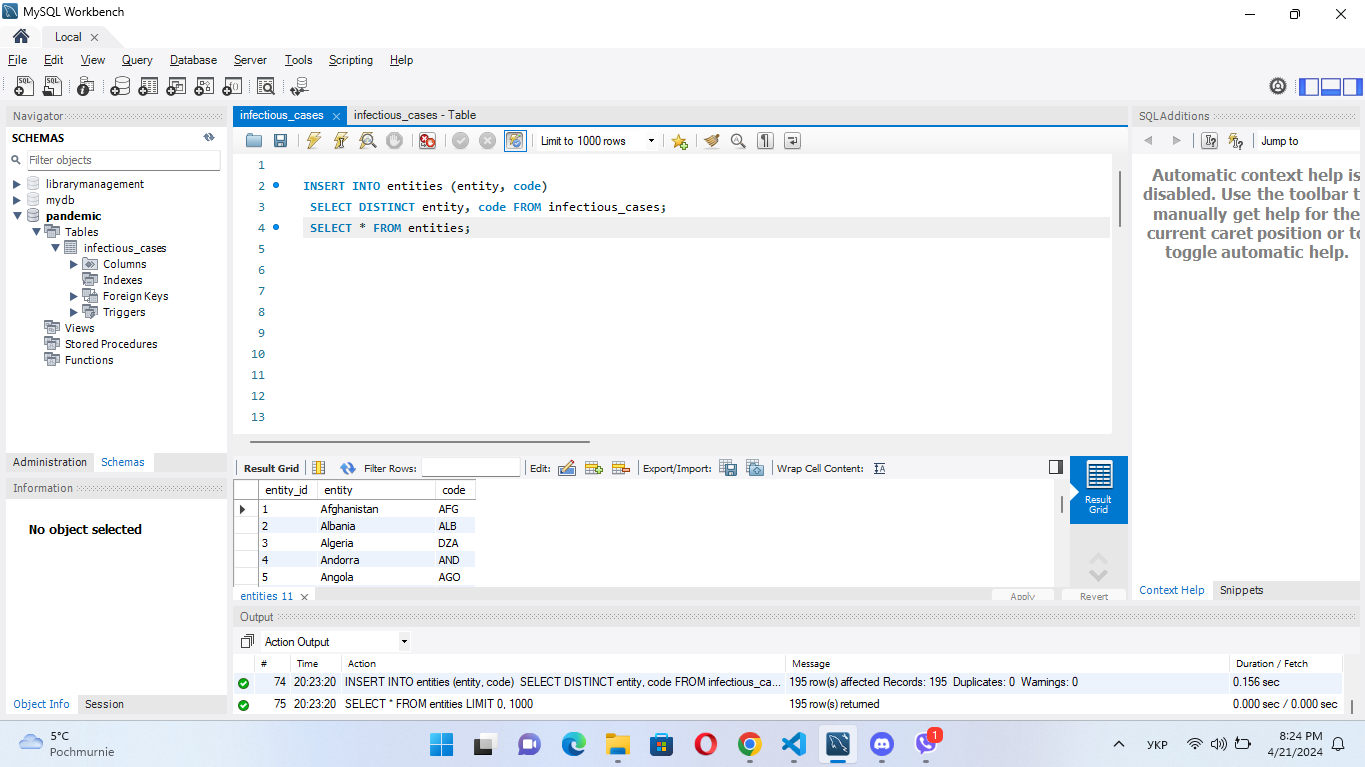 MySQL Workbench
Local
File Edit View Query Database Server Tools Scripting Help
Navigator
SCHEMAS
Filter objects
librarymanagement
mydb
pandemic
Tables
infectious_cases
Columns
Indexes
Foreign Keys
Triggers
Views
Stored Procedures
Functions
Administration Schemas
Information
No object selected
Object Info Session
infectious_cases infectious_cases - Table
Limit to 1000 rows
1
2 INSERT INTO entities (entity, code)
3 SELECT DISTINCT entity, code FROM infectious_cases;
4 SELECT * FROM entities;
5
6
7
8
9
10
11
12
13
Result Grid Filter Rows: Edit: Export/Import: Wrap Cell Content:
entity_id entity code
1 Afghanistan AFG
2 Albania ALB
3 Algeria DZA
4 Andorra AND
5 Angola AGO
Result
Grid
entities 11 Apply Revert
SQLAdditions
Jump to
Automatic context help is
disabled. Use the toolbar t
manually get help for the
current caret position or to
toggle automatic help.
Context Help Snippets
Output
Action Output
# Time Action Message Duration / Fetch
74 20:23:20 INSERT INTO entities (entity, code) SELECT DISTINCT entity, code FROM infectious_ca... 195 row(s) affected Records: 195 Duplicates: 0 Warnings: 0 0.156 sec
75 20:23:20 SELECT * FROM entities LIMIT 0, 1000 195 row(s) returned 0.000 sec / 0.000 sec
5°C
Pochmurnie
1
УКР
8:24 PM
4/21/2024